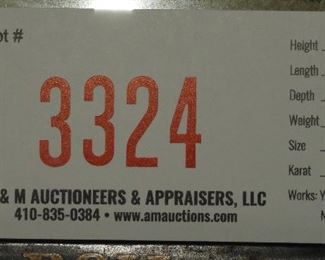 ot #
3324
& M AUCTIONEERS & APPRAISERS, LLC
410-835-0384 • www.amauctions.com
Height
Length
Depth
Weight
Size
Karat
Works: Y